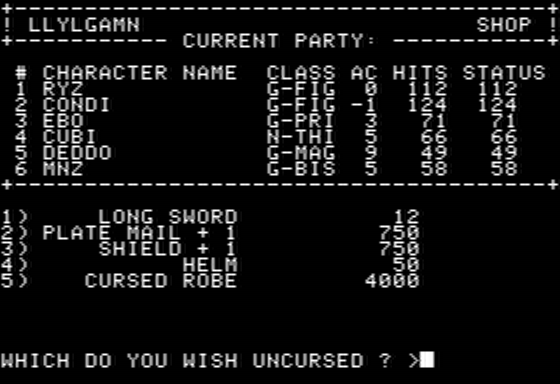 ! LLYLGAMN SHOP !
CURRENT PARTY:
# CHARACTER NAME CLASS AC HITS STATUS
1 RYZ G-FIG 0 112 112
2 CONDI G-FIG -1 124 124
3 EBO G-PRI 3 71 71
4 CUBI N-THI 5 66 66
5 DEDDO G-MAG 9 49 49
6 MNZ G-BIS 5 58 58
1) LONG SWORD 12
2) PLATE MAIL + 1 750
3) SHIELD + 1 750
4) HELM 50
5) CURSED ROBE 4000
WHICH DO YOU WISH UNCURSED ? >